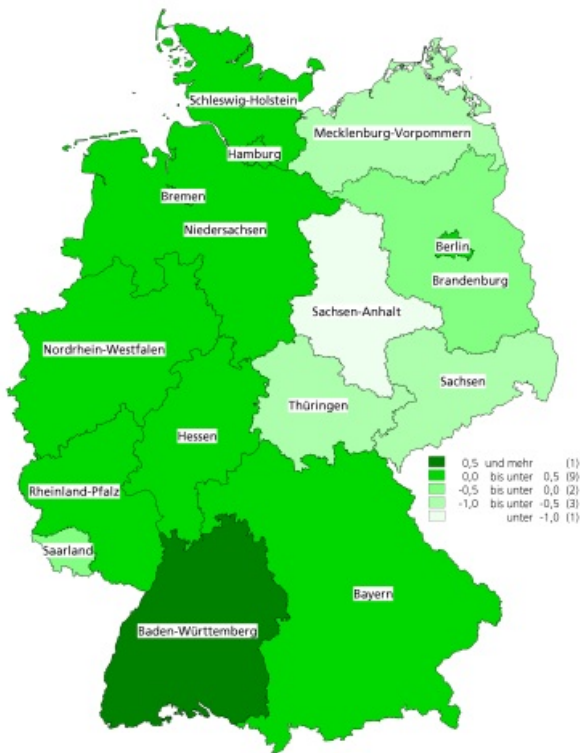 Schleswig-Holstein
Mecklenburg-Vorpommern
Hamburg
Bremen
Niedersachsen
Berlin
Brandenburg
Sachsen-Anhalt
Nordrhein-Westfalen
Sachsen
Thüringen
Hessen
Rheinland-Pfalz
Saarland
Bayern
Baden-Württemberg
0,5 und mehr (1)
0,0 bis unter 0,5 (9)
-0,5 bis unter 0,0 (2)
-1,0 bis unter -0,5 (3)
unter -1,0 (1)